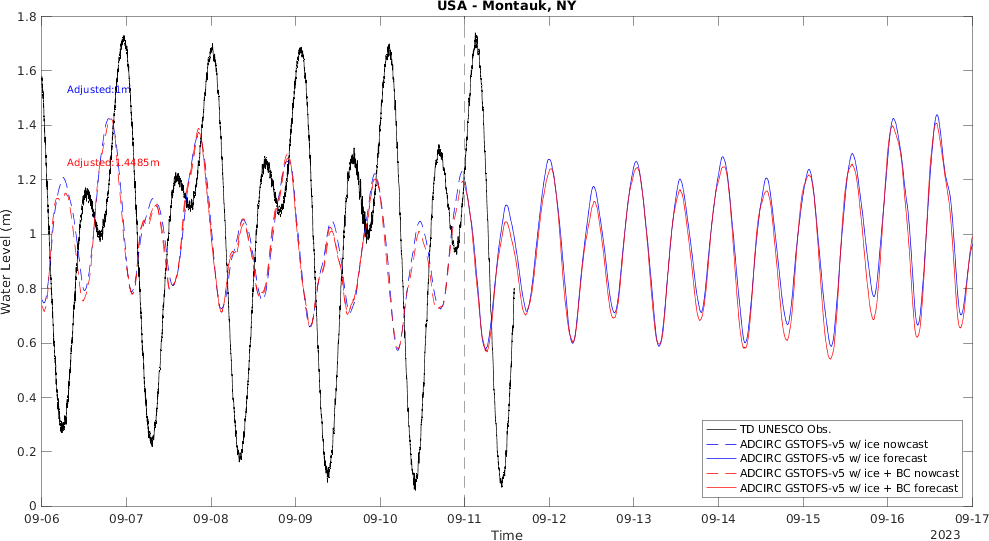 USA - Montauk, NY
1.8
1.6
1.4
1.2
1
0.8
0.6
0.4
0.2
0
Water Level (m)
Adjusted:1m
Adjusted:1.4485m
TD UNESCO Obs.
ADCIRC GSTOFS-v5 w/ ice nowcast
ADCIRC GSTOFS-v5 w/ ice forecast
ADCIRC GSTOFS-v5 w/ ice + BC nowcast
ADCIRC GSTOFS-v5 w/ ice + BC forecast
09-06 09-07 09-08 09-09 09-10 09-11 09-12 09-13 09-14 09-15 09-16 09-17
Time
2023